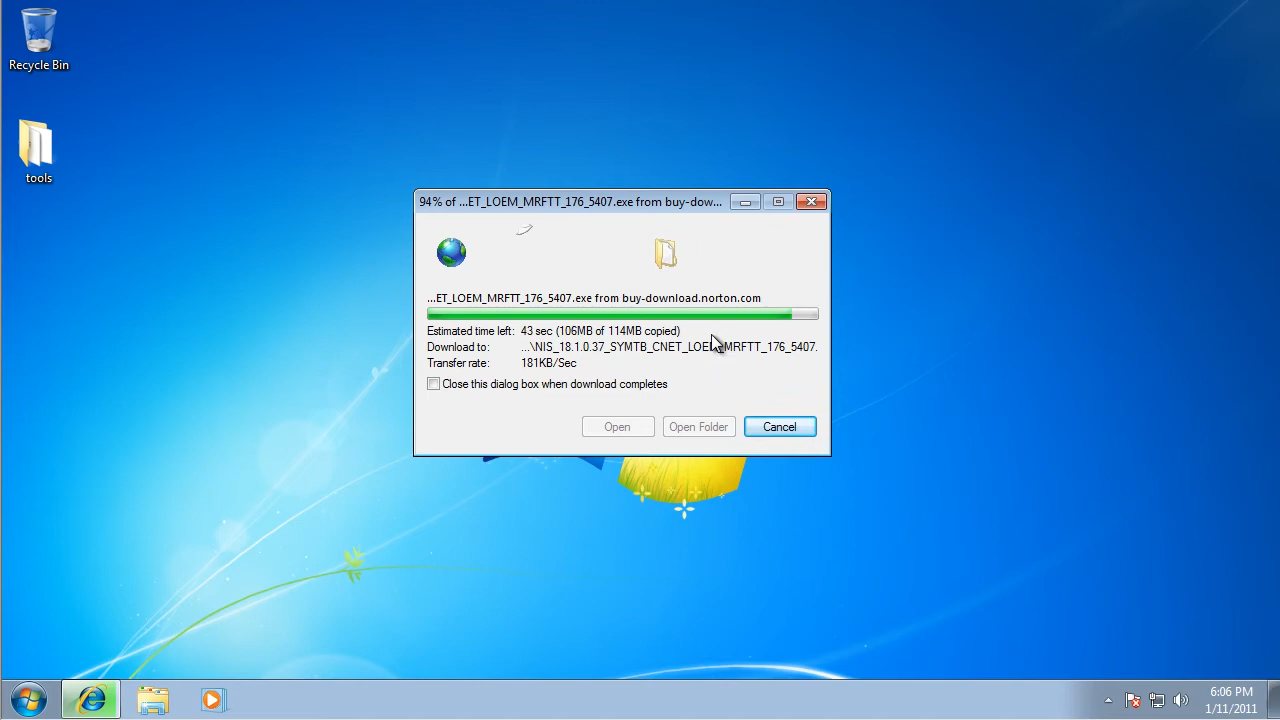 Recycle Bin
tools
94% of ...ET_LOEM_MRFTT_176_5407.exe from buy-dow...
...ET_LOEM_MRFTT_176_5407.exe from buy-download.norton.com
Estimated time left: 43 sec (106MB of 114MB copied)
Download to: ...\NIS_18.1.0.37_SYMTB_CNET_LOEM_MRFTT_176_5407.
Transfer rate: 181KB/Sec
Close this dialog box when download completes
Open Open Folder Cancel
6:06 PM
1/11/2011